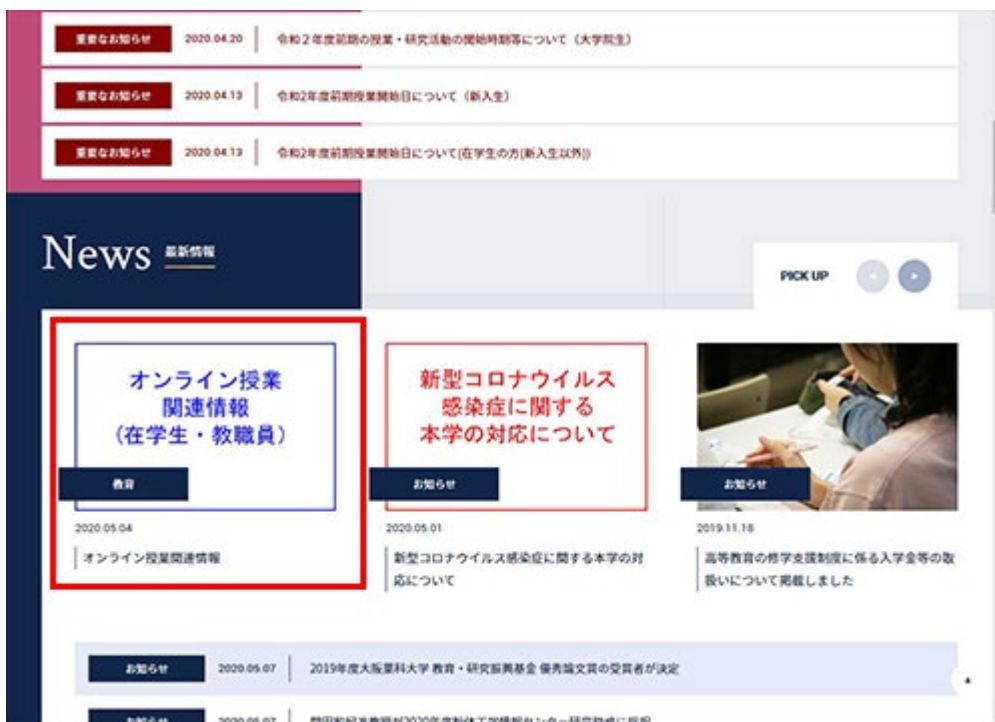 重要なお知らせ 2020.04.20 令和2年度前期の授業・研究活動の開始時期等について（大学院生）
重要なお知らせ 2020.04.13 令和2年度前期授業開始日について（新入生）
重要なお知らせ 2020.04.13 令和2年度前期授業開始日について(在学生の方(新入生以外))
News 最新情報
PICK UP
オンライン授業
関連情報
（在学生・教職員）
教育
2020.05.04
オンライン授業関連情報
新型コロナウイルス
感染症に関する
本学の対応について
お知らせ
2020.05.01
新型コロナウイルス感染症に関する本学の対
応について
お知らせ
2019.11.18
高等教育の修学支援制度に係る入学金等の取
扱いについて掲載しました
お知らせ 2020.05.07 2019年度大阪薬科大学 教育・研究振興基金 優秀論文賞の受賞者が決定